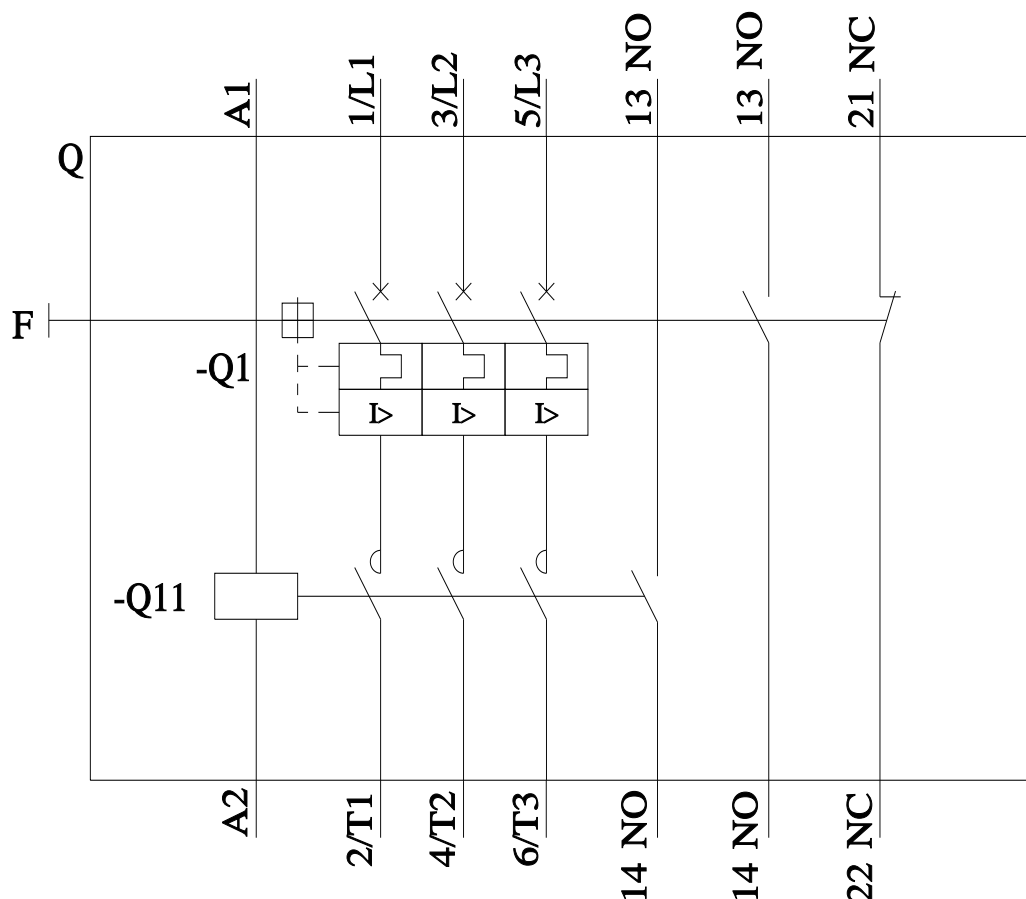 A1
1/L1
3/L2
5/L3
13 NO
13 NO
21 NC
Q
F
-Q1
I>
I>
I>
-Q11
A2
2/T1
4/T2
6/T3
14 NO
14 NO
22 NC